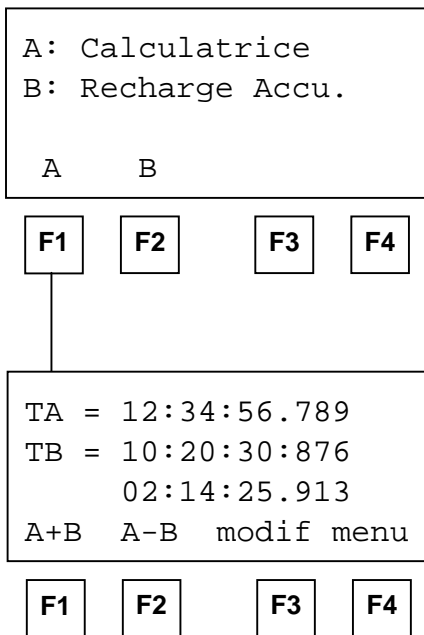 A: Calculatrice
B: Recharge Accu.
A B
F1 F2 F3 F4
TA = 12:34:56.789
TB = 10:20:30:876
02:14:25.913
A+B A-B modif menu
F1 F2 F3 F4